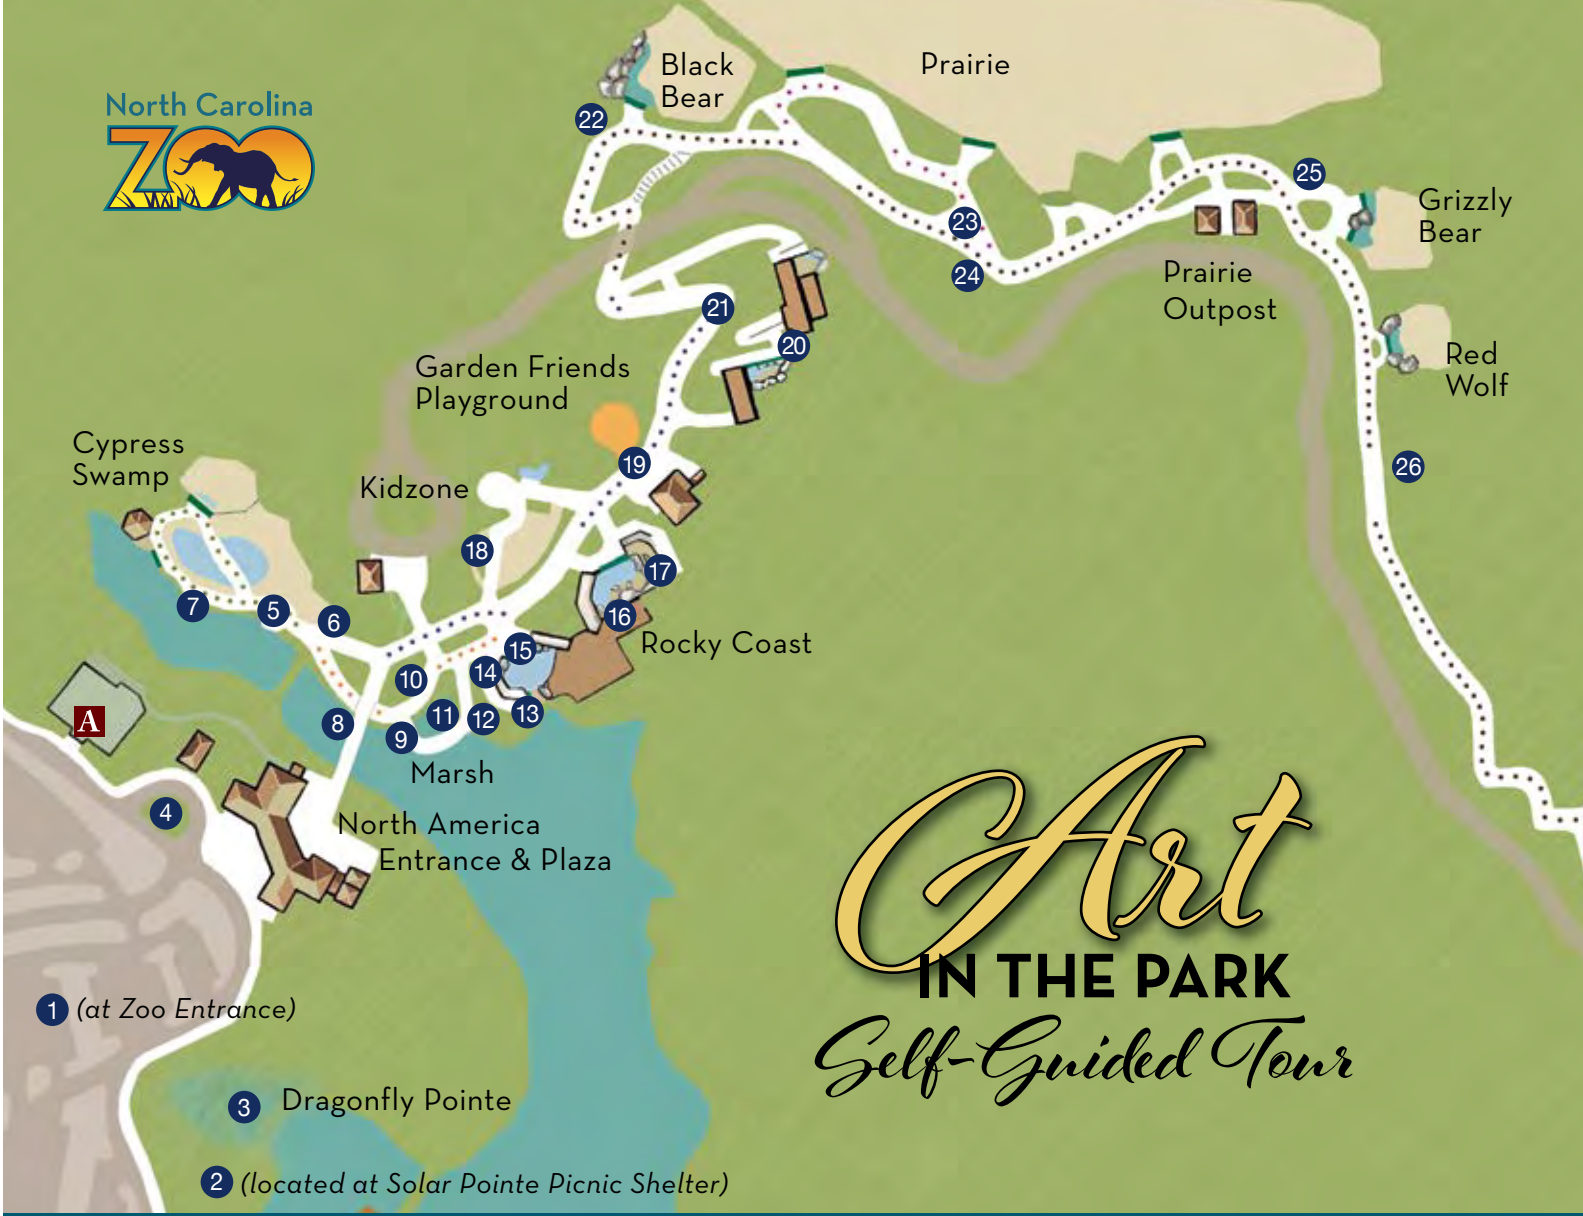 North Carolina
ZOO
Black
Bear
Prairie
22
25
Grizzly
Bear
23
24
Prairie
Outpost
21
20
Red
Wolf
Garden Friends
Playground
19
26
Cypress
Swamp
Kidzone
18
17
16
7
5
6
Rocky Coast
15
14
10
13
12
11
8
9
A
Marsh
4
North America
Entrance & Plaza
Art
IN THE PARK
Self-Guided Tour
1 (at Zoo Entrance)
3 Dragonfly Pointe
2 (located at Solar Pointe Picnic Shelter)